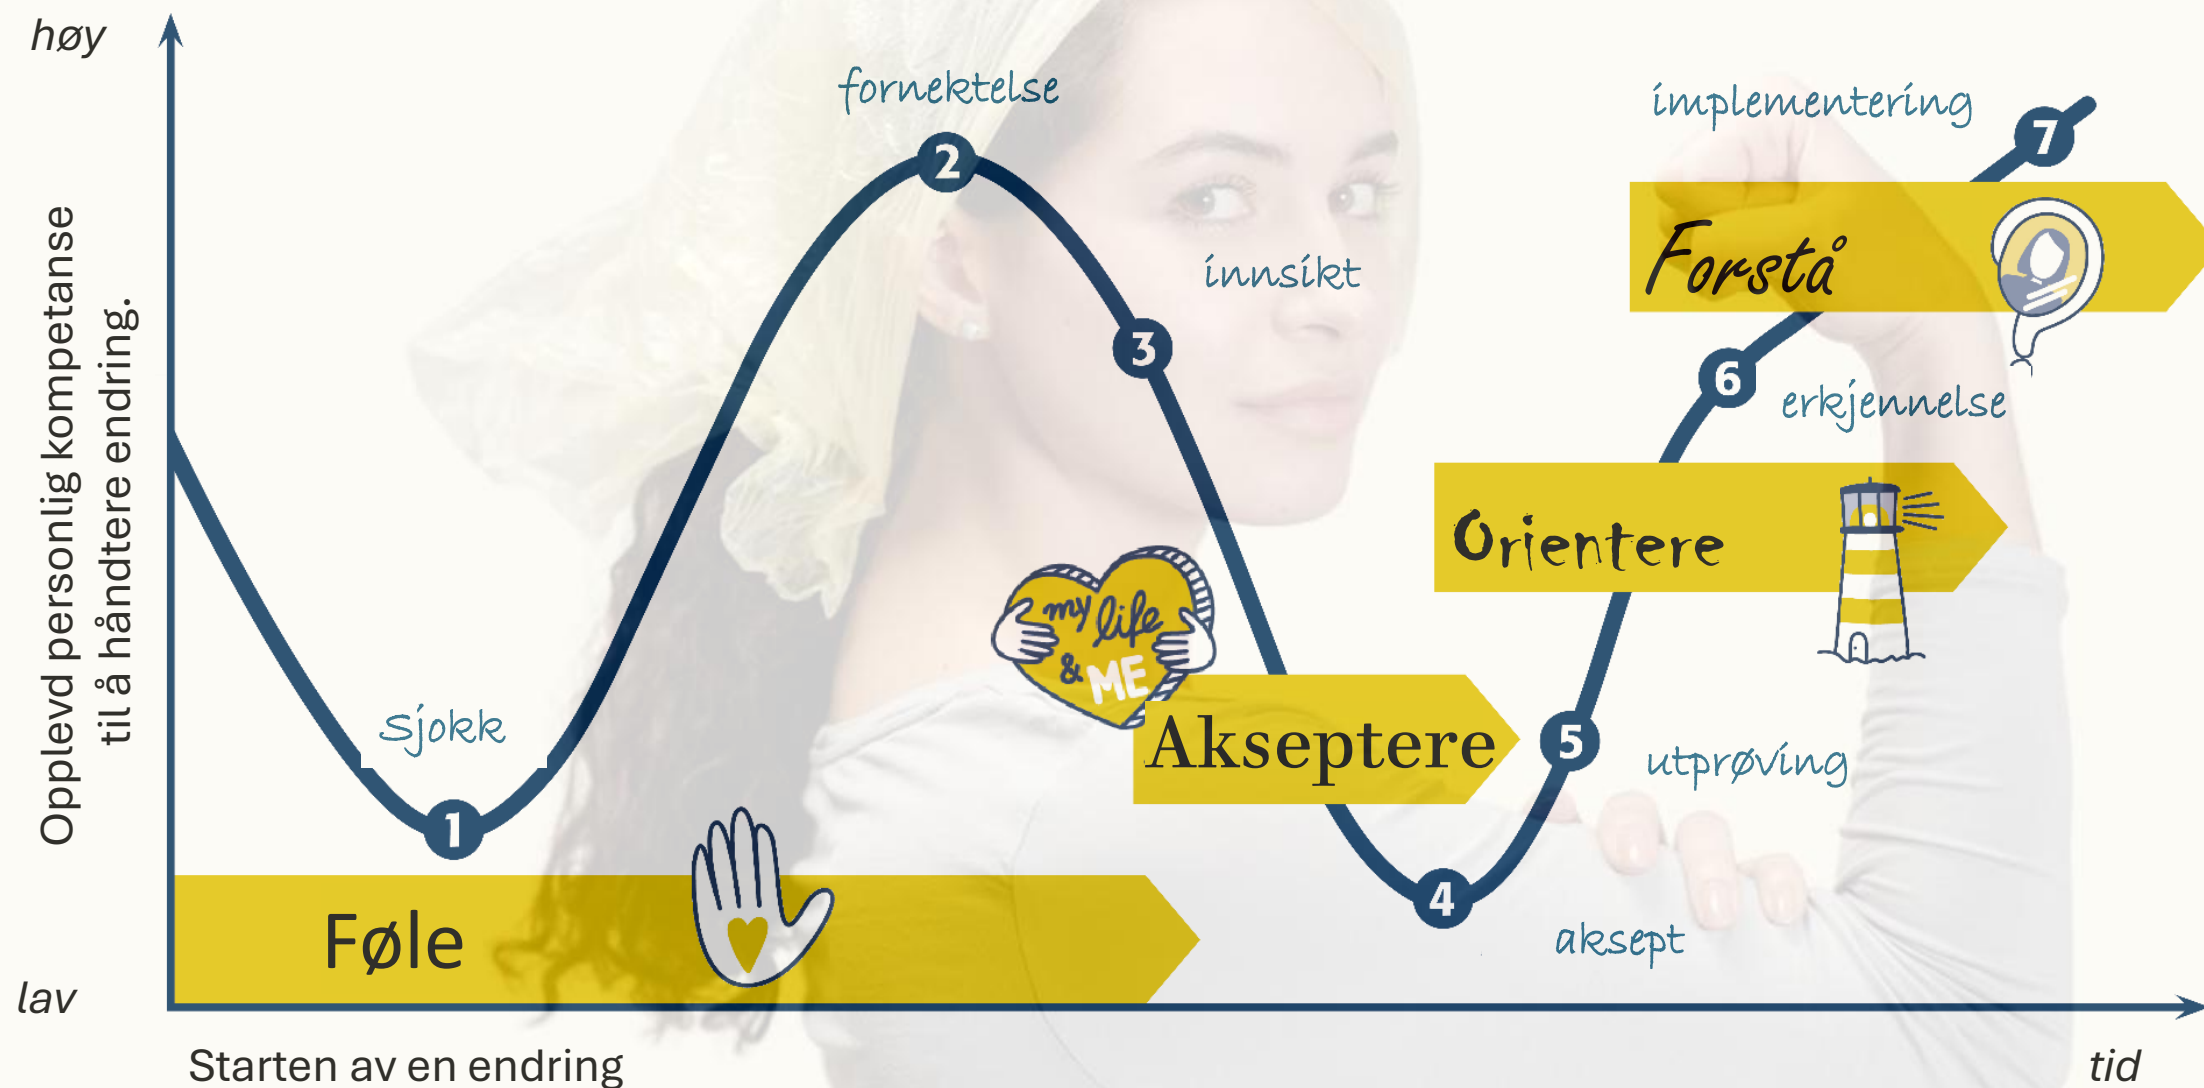 høy
fornektelse
implementering
7
2
Forstå
innsikt
3
6
erkjennelse
Opplevd personlig kompetanse
til å håndtere endring.
Orientere
my life
& ME
sjokk
Akseptere
5
utprøving
1
4
aksept
Føle
lav
Starten av en endring
tid